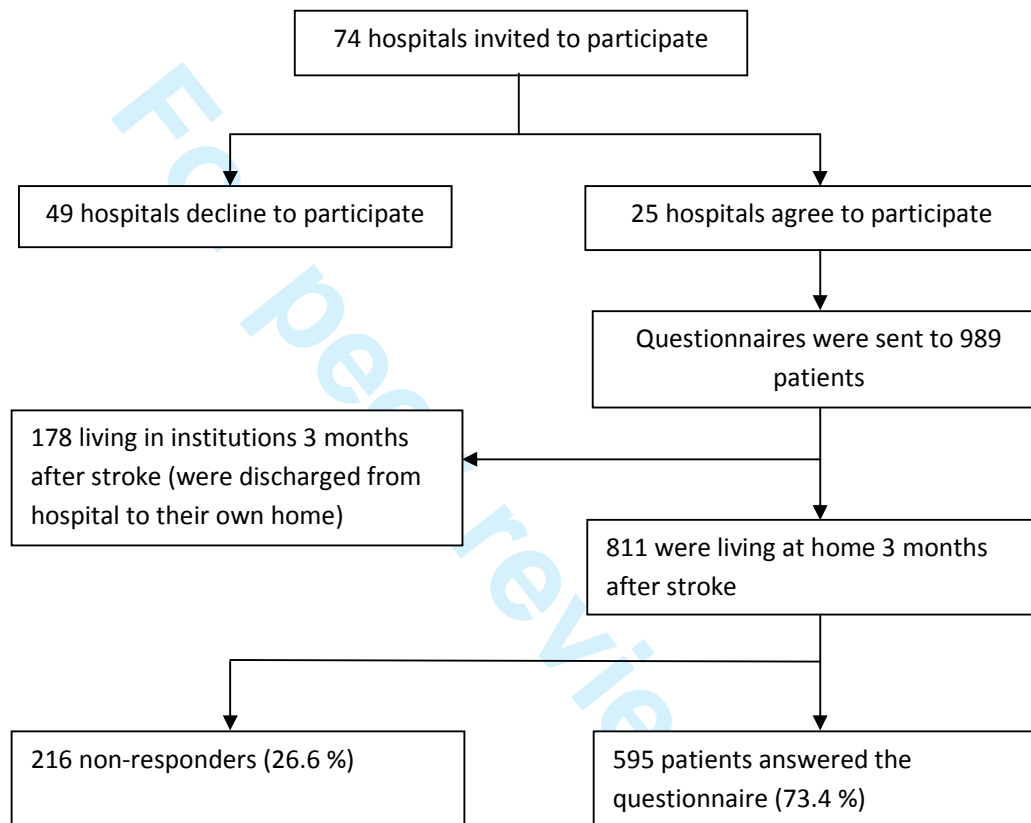 74 hospitals invited to participate
49 hospitals decline to participate
25 hospitals agree to participate
Questionnaires were sent to 989
patients
178 living in institutions 3 months
after stroke (were discharged from
hospital to their own home)
811 were living at home 3 months
after stroke
216 non-responders (26.6 %)
595 patients answered the
questionnaire (73.4 %)